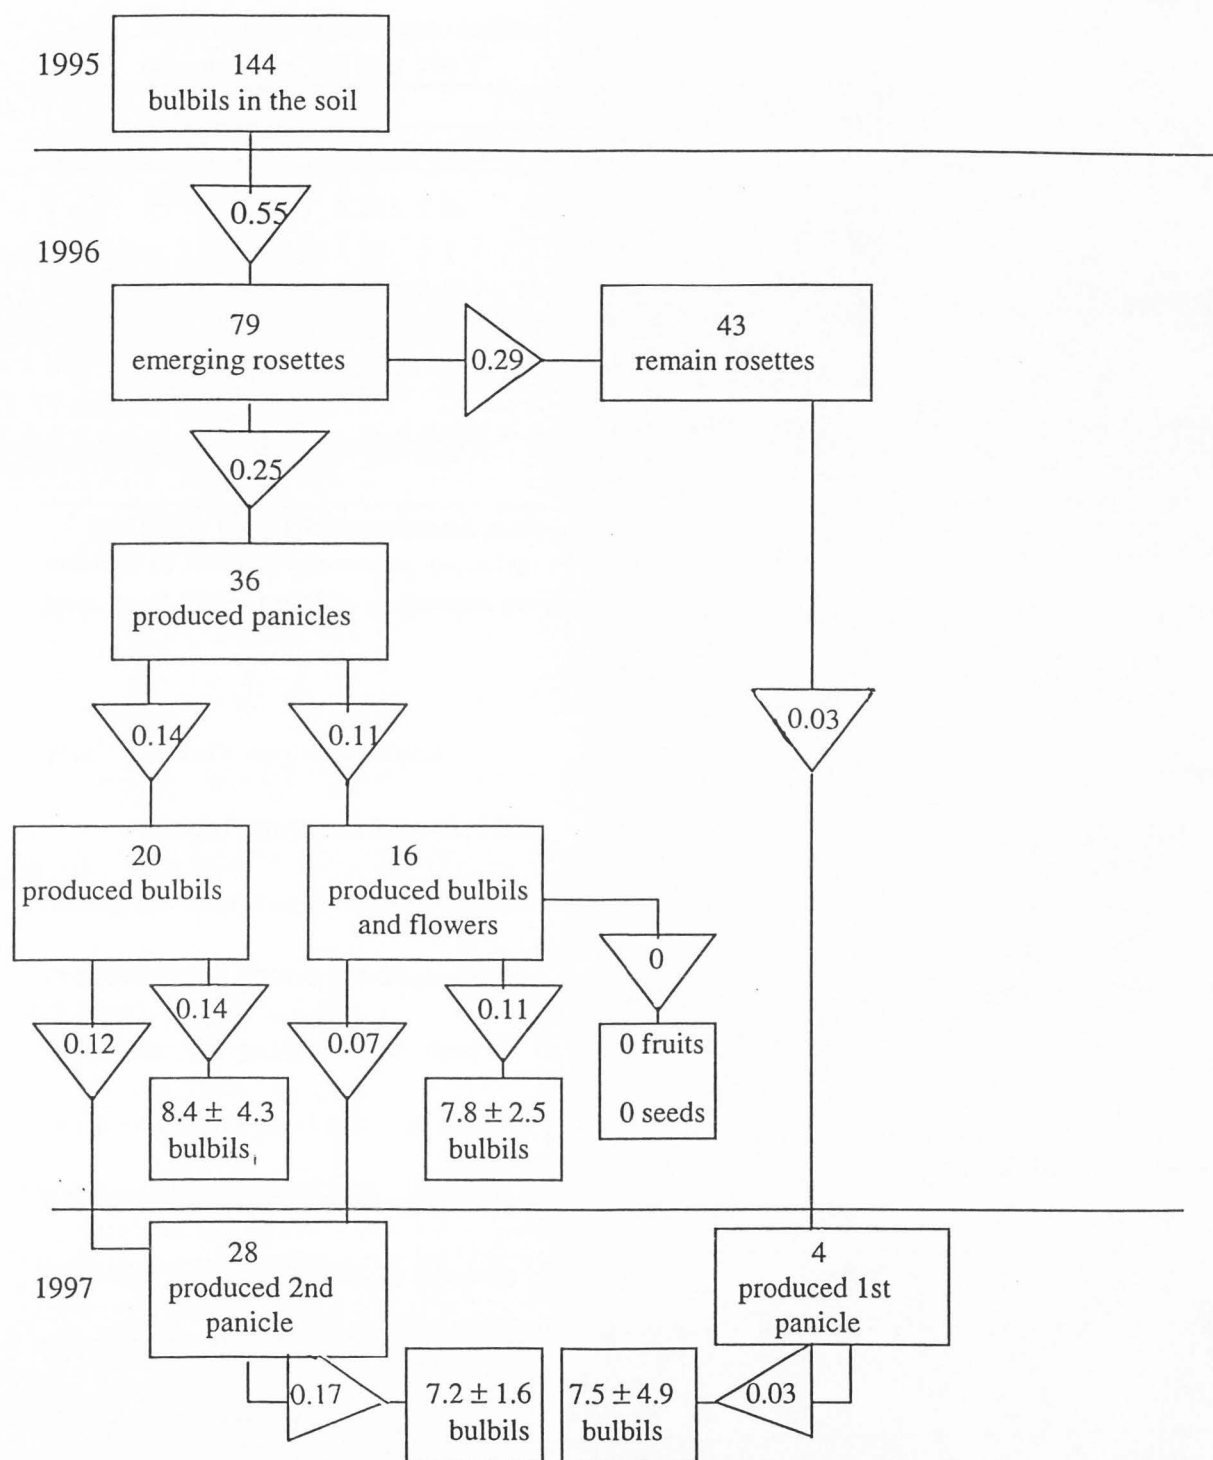 1995
144
bulbils in the soil
0.55
1996
79
emerging rosettes
0.29
43
remain rosettes
0.25
36
produced panicles
0.14
0.11
0.03
20
produced bulbils
16
produced bulbils
and flowers
0
0.12
0.14
0.07
0.11
0 fruits
0 seeds
8.4 ± 4.3
bulbils
7.8 ± 2.5
bulbils
1997
28
produced 2nd
panicle
4
produced 1st
panicle
0.17
7.2 ± 1.6
bulbils
7.5 ± 4.9
bulbils
0.03